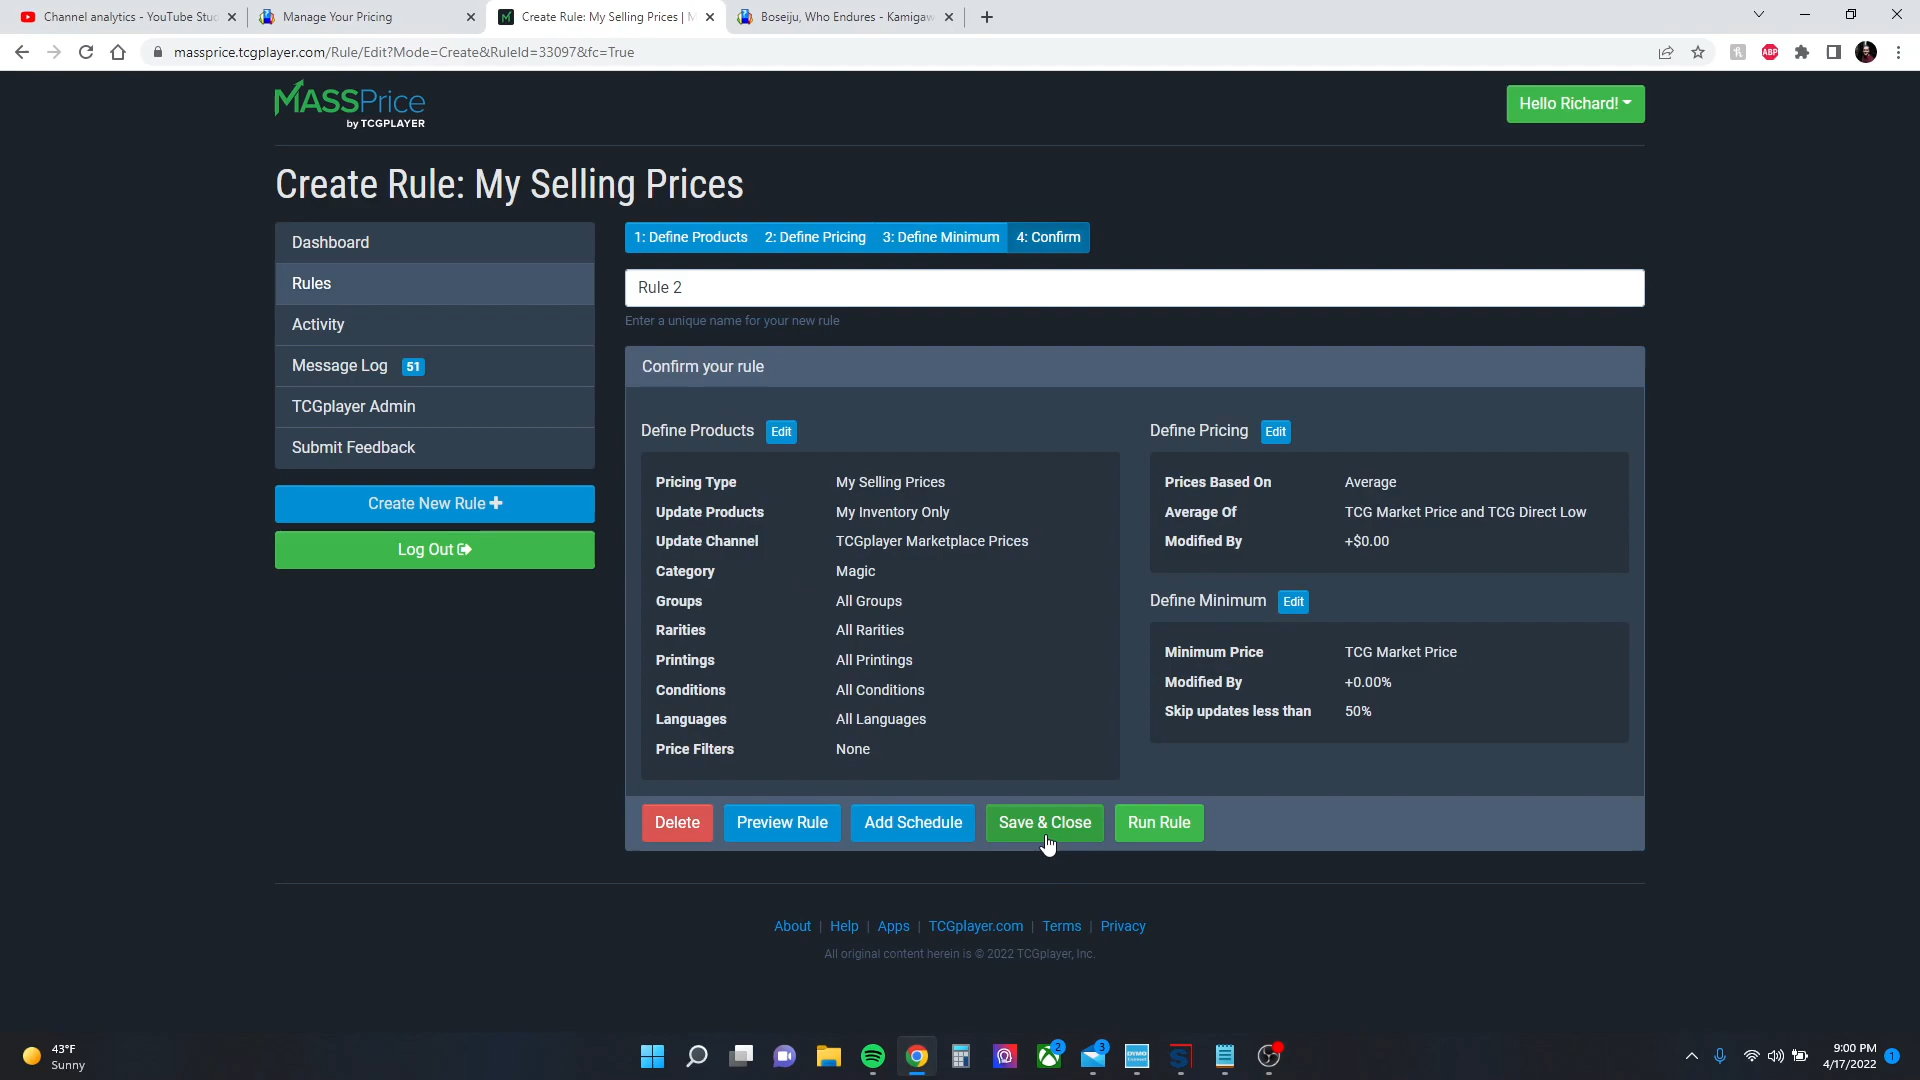 Channel analytics - YouTube Stuc
Manage Your Pricing
Create Rule: My Selling Prices | M
Boseiju, Who Endures - Kamigaw
massprice.tcgplayer.com/Rule/Edit?Mode=Create&RuleId=33097&fc=True
ABP
MASSPrice
by TCGPLAYER
Hello Richard!
Create Rule: My Selling Prices
Dashboard
Rules
Activity
Message Log 51
TCGplayer Admin
Submit Feedback
Create New Rule
Log Out
1: Define Products 2: Define Pricing 3: Define Minimum 4: Confirm
Rule 2
Enter a unique name for your new rule
Confirm your rule
Define Products Edit
Pricing Type My Selling Prices
Update Products My Inventory Only
Update Channel TCGplayer Marketplace Prices
Category Magic
Groups All Groups
Rarities All Rarities
Printings All Printings
Conditions All Conditions
Languages All Languages
Price Filters None
Define Pricing Edit
Prices Based On Average
Average Of TCG Market Price and TCG Direct Low
Modified By +$0.00
Define Minimum Edit
Minimum Price TCG Market Price
Modified By +0.00%
Skip updates less than 50%
Delete Preview Rule Add Schedule Save & Close Run Rule
About | Help | Apps | TCGplayer.com | Terms | Privacy
All original content herein is © 2022 TCGplayer, Inc.
43°F
Sunny
2
3
DYMO
9:00 PM
4/17/2022
1